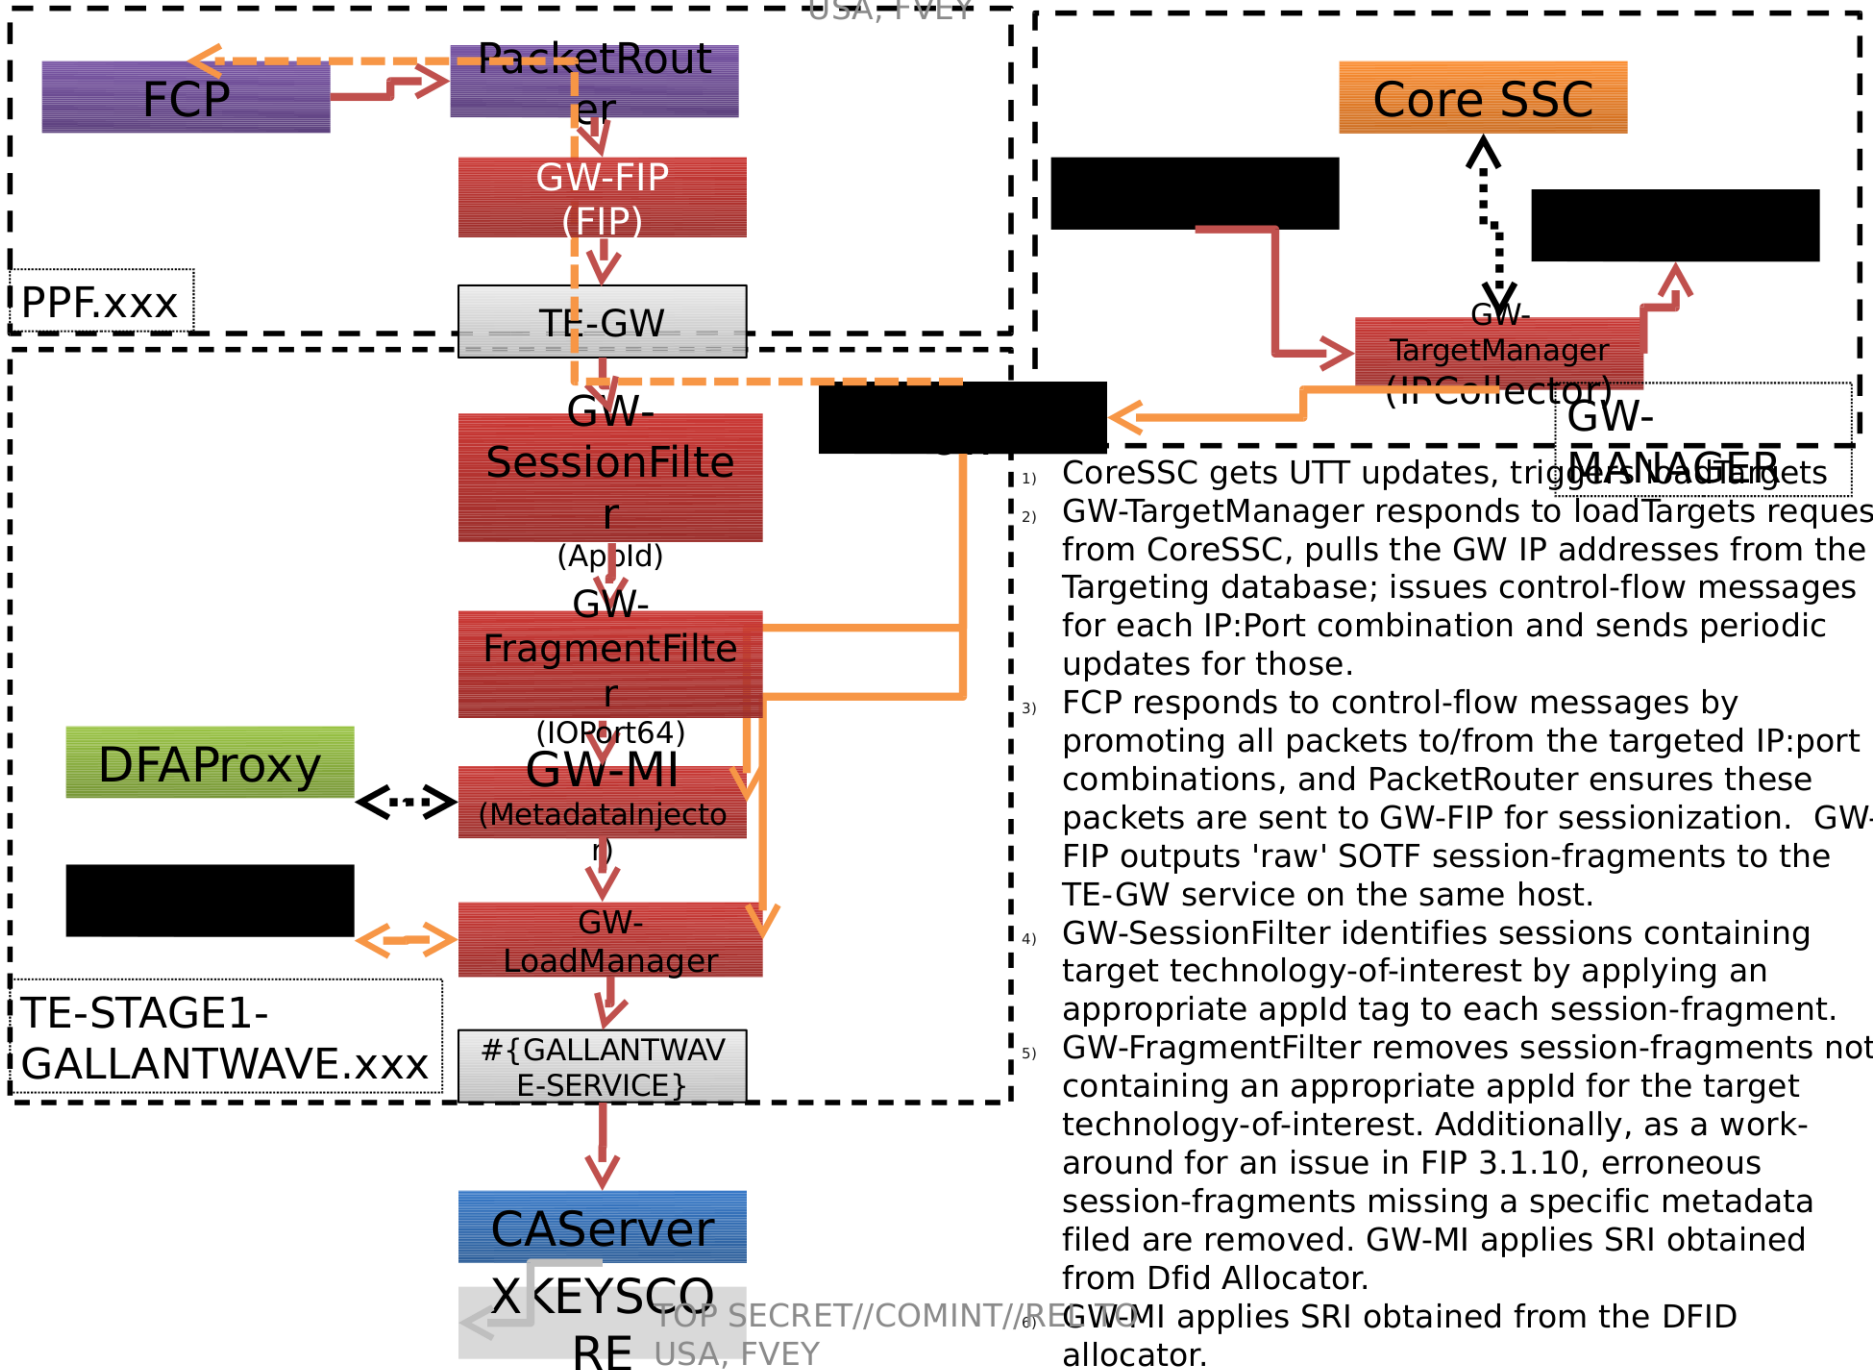 USA, FVEY
FCP
PacketRout
er
GW-FIP
(FIP)
TE-GW
PPF.xxx
Core SSC
GW-
TargetManager
(IPCollector)
GW-
MANAGER
GW-
SessionFilte
r
(AppId)
GW-
FragmentFilte
r
(IOPort64)
DFAProxy
GW-MI
(MetadataInjecto
r)
GW-
LoadManager
TE-STAGE1-
GALLANTWAVE.xxx
#{GALLANTWAV
E-SERVICE}
CAServer
XKEYSCO
RE
TOP SECRET//COMINT//REL TO
USA, FVEY
1) CoreSSC gets UTT updates, triggers loadTargets
2) GW-TargetManager responds to loadTargets reques
from CoreSSC, pulls the GW IP addresses from the
Targeting database; issues control-flow messages
for each IP:Port combination and sends periodic
updates for those.
3) FCP responds to control-flow messages by
promoting all packets to/from the targeted IP:port
combinations, and PacketRouter ensures these
packets are sent to GW-FIP for sessionization. GW-
FIP outputs 'raw' SOTF session-fragments to the
TE-GW service on the same host.
4) GW-SessionFilter identifies sessions containing
target technology-of-interest by applying an
appropriate appId tag to each session-fragment.
5) GW-FragmentFilter removes session-fragments not
containing an appropriate appId for the target
technology-of-interest. Additionally, as a work-
around for an issue in FIP 3.1.10, erroneous
session-fragments missing a specific metadata
filed are removed. GW-MI applies SRI obtained
from Dfid Allocator.
6) GW-MI applies SRI obtained from the DFID
allocator.